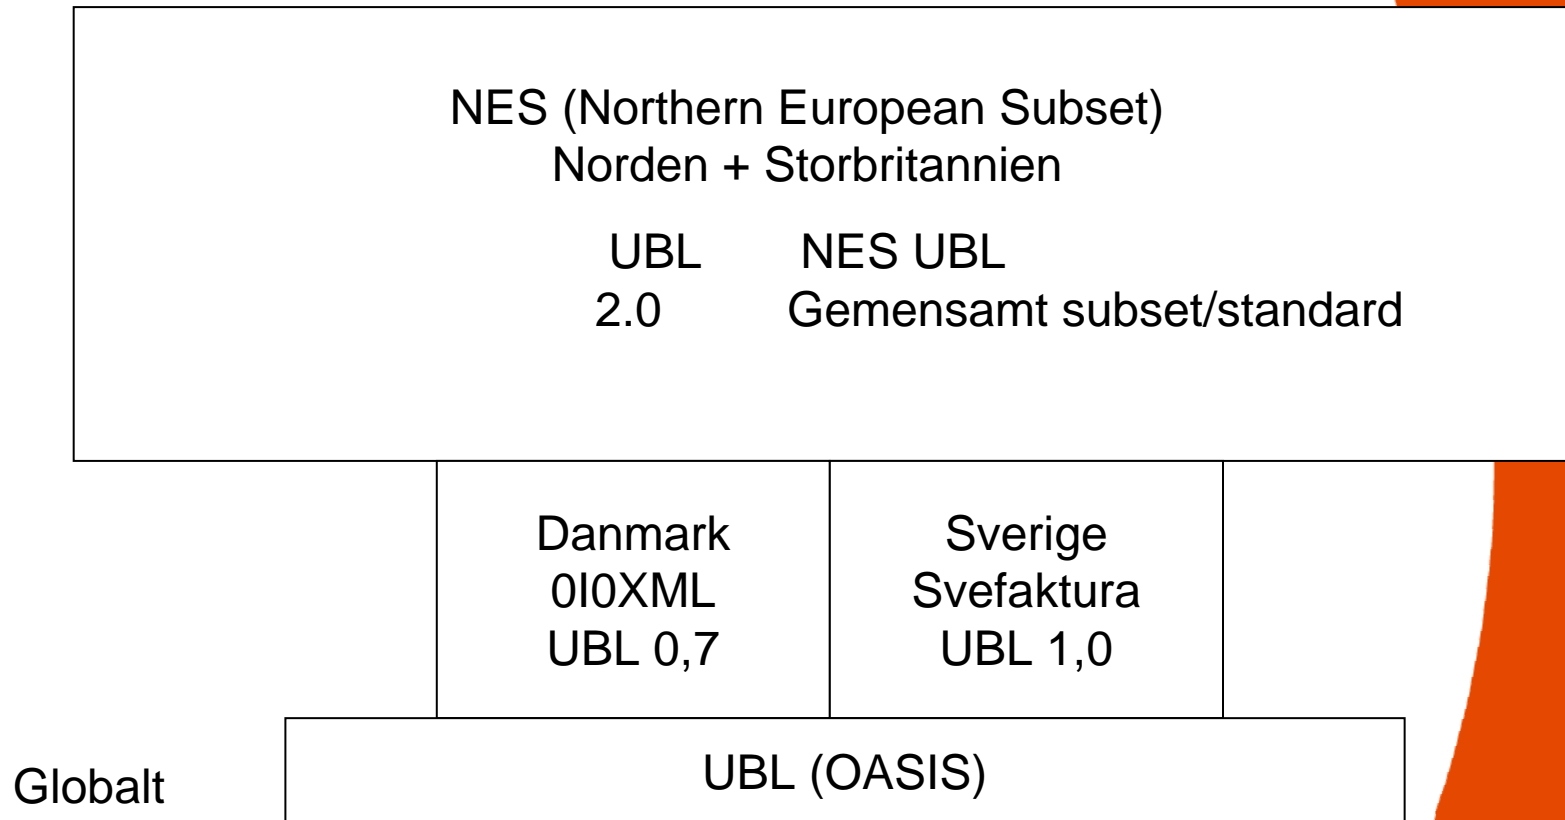 NES (Northern European Subset)
Norden + Storbritannien
UBL NES UBL
2.0 Gemensamt subset/standard
Danmark
0I0XML
UBL 0,7
Sverige
Svefaktura
UBL 1,0
Globalt
UBL (OASIS)